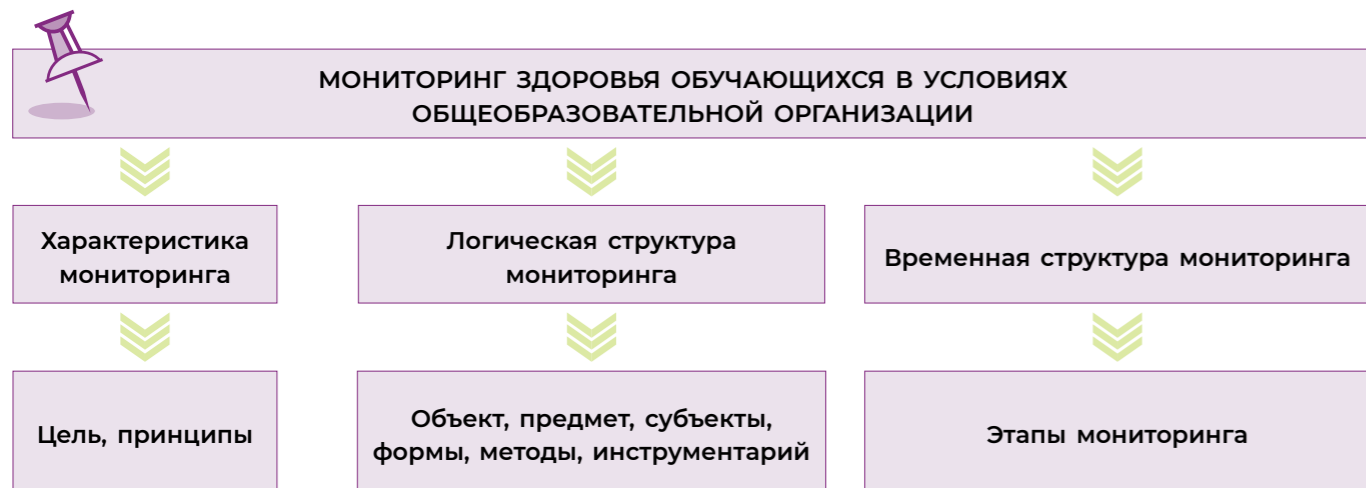 МОНИТОРИНГ ЗДОРОВЬЯ ОБУЧАЮЩИХСЯ В УСЛОВИЯХ
ОБЩЕОБРАЗОВАТЕЛЬНОЙ ОРГАНИЗАЦИИ
Характеристика
мониторинга
Логическая структура
мониторинга
Временная структура мониторинга
Цель, принципы
Объект, предмет, субъекты,
формы, методы, инструментарий
Этапы мониторинга